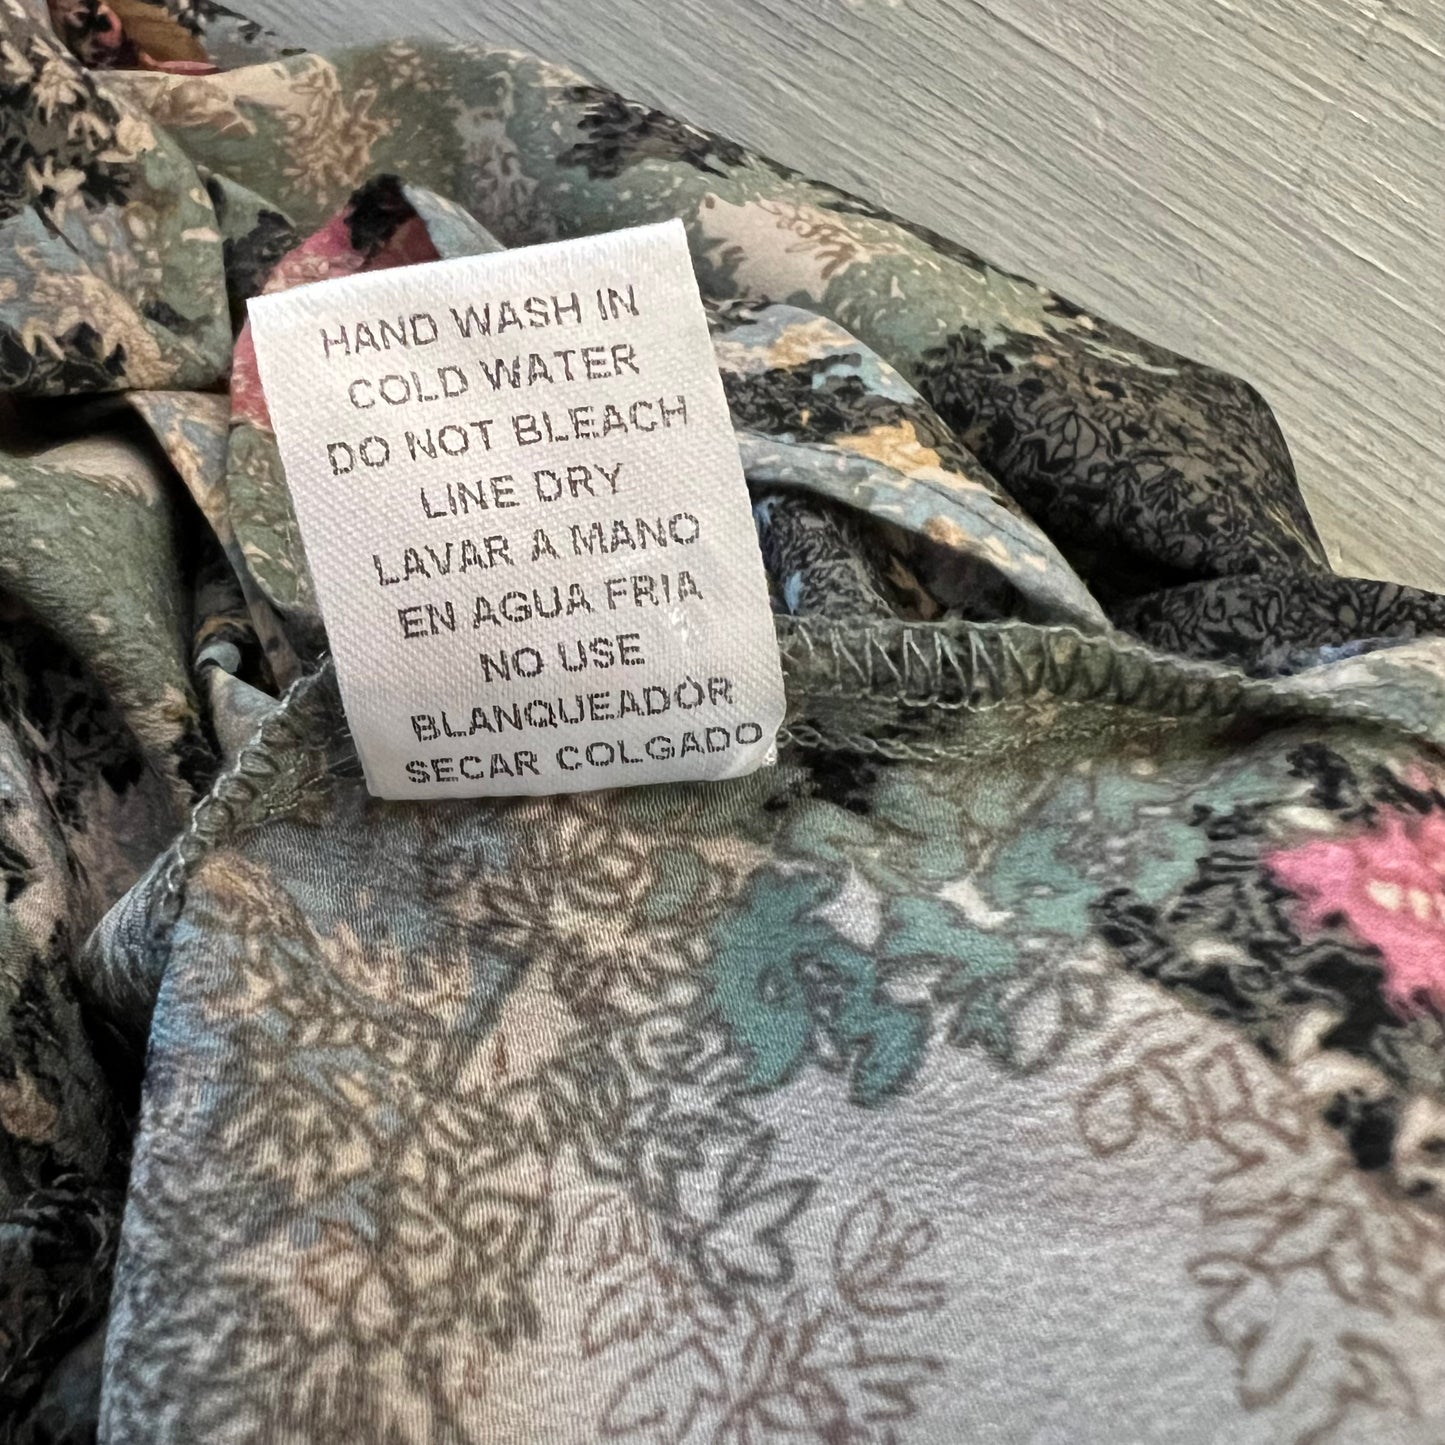 HAND WASH IN
COLD WATER
DO NOT BLEACH
LINE DRY
LAVAR A MANO
EN AGUA FRIA
NO USE
BLANQUEADOR
SECAR COLGADO